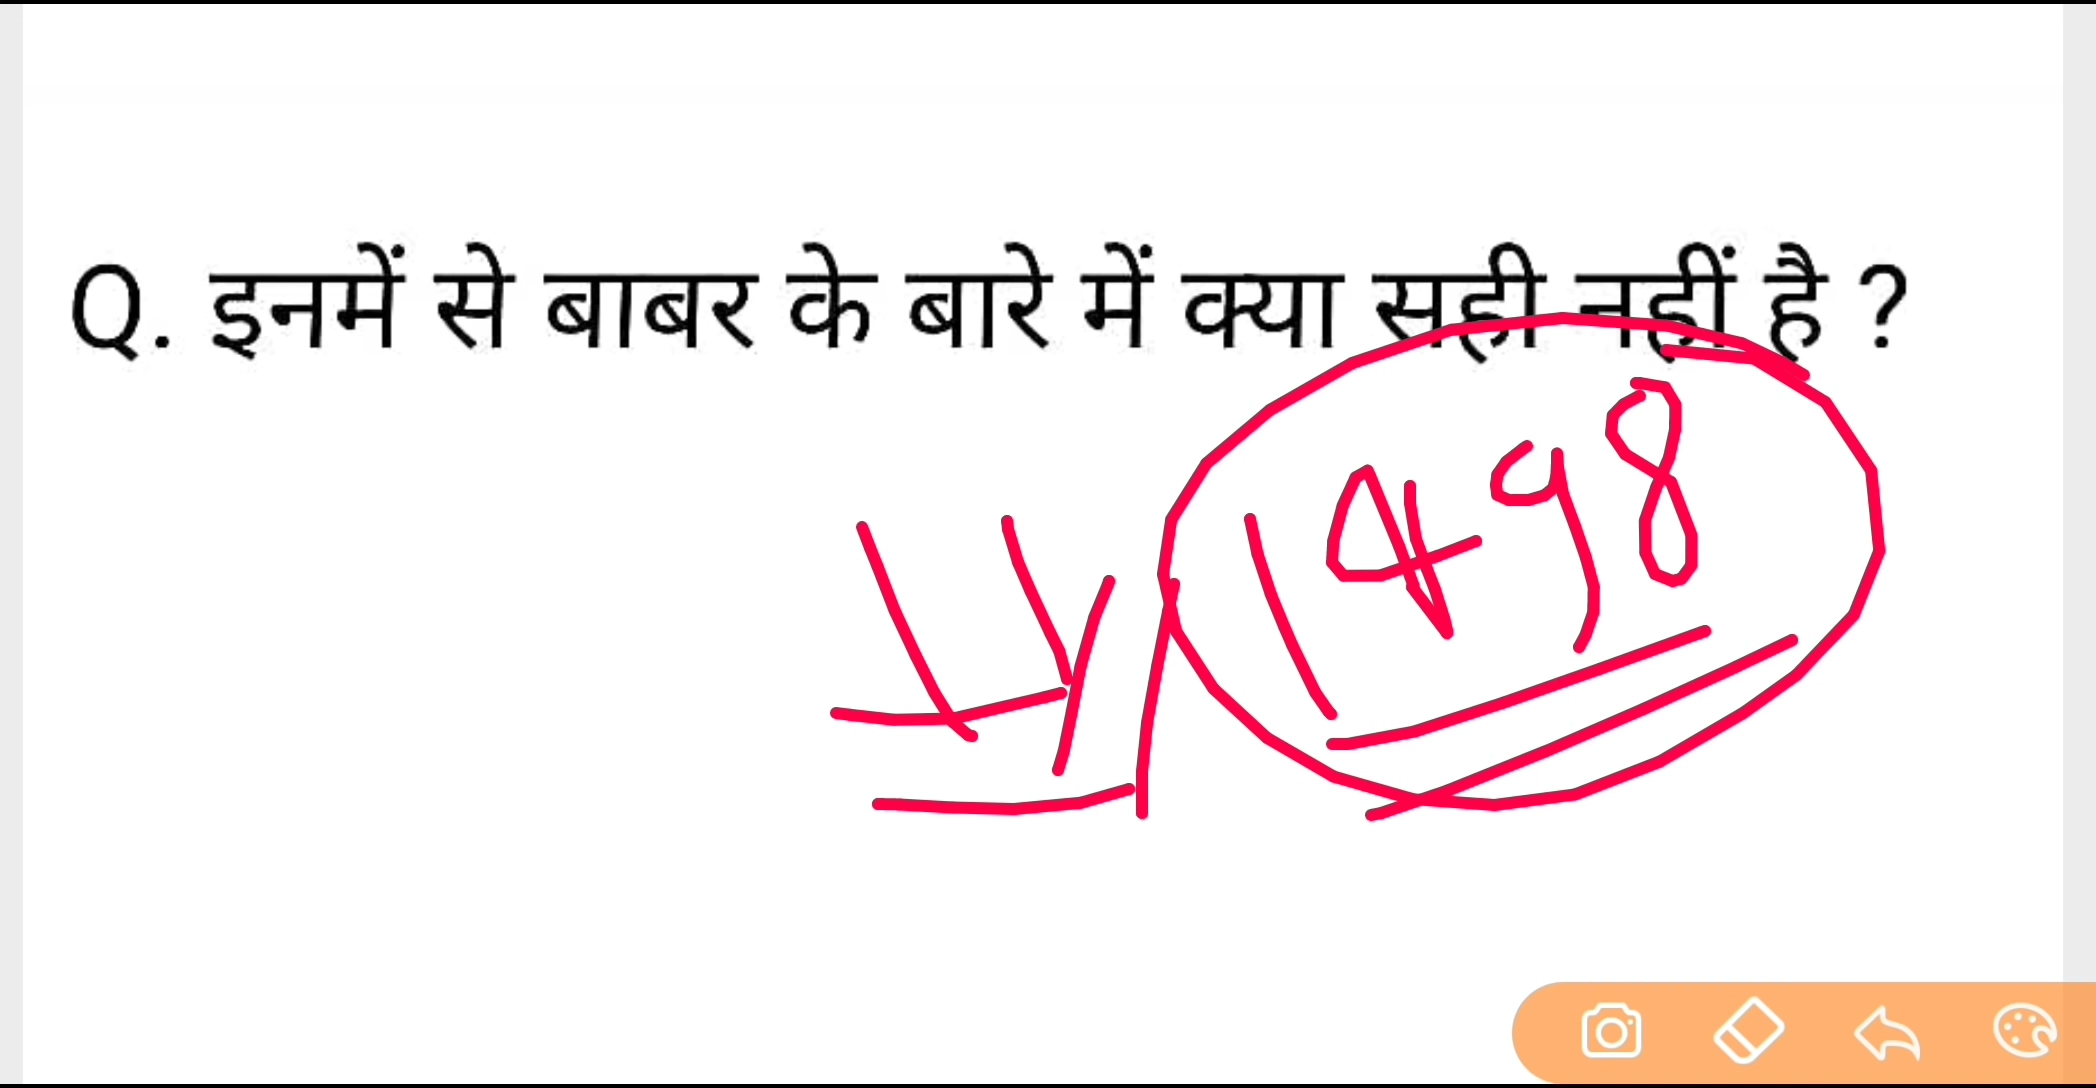 Q. इनमें से बाबर के बारे में क्या सही नहीं है ?
1498